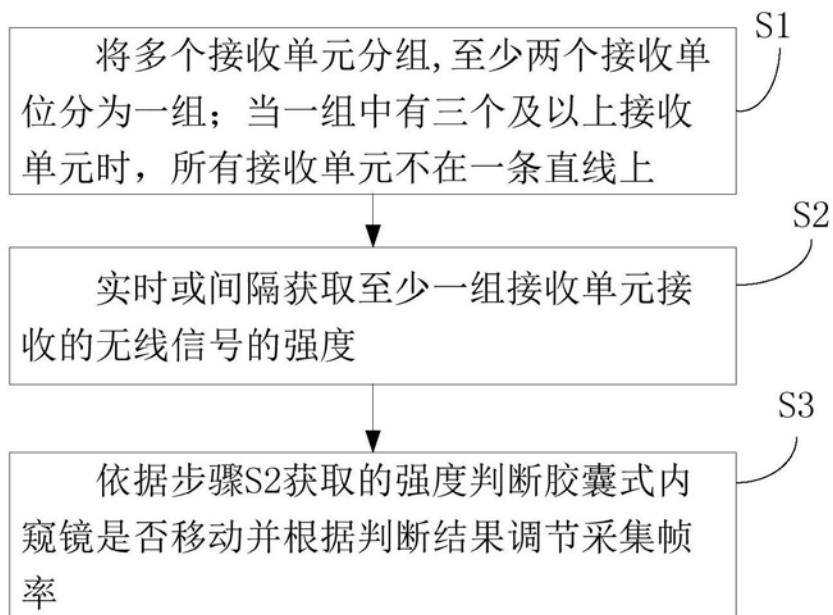 S1
将多个接收单元分组,至少两个接收单
位分为一组；当一组中有三个及以上接收
单元时，所有接收单元不在一条直线上
S2
实时或间隔获取至少一组接收单元接
收的无线信号的强度
S3
依据步骤S2获取的强度判断胶囊式内
窥镜是否移动并根据判断结果调节采集帧
率